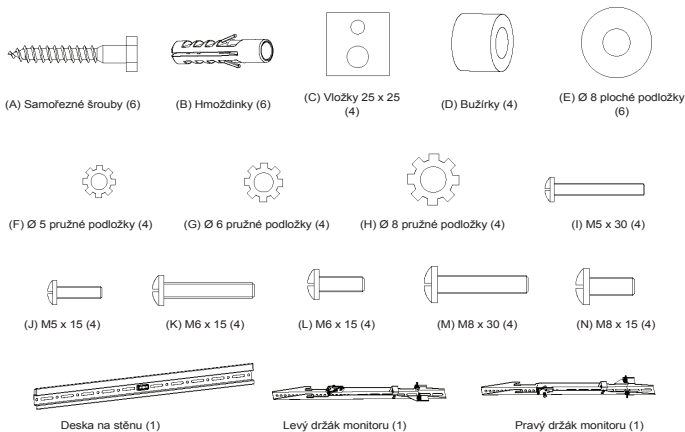 (A) Samořezné šrouby (6)
(B) Hmoždinky (6)
(C) Vložky 25 x 25
(4)
(D) Bužírky (4)
(E) Ø 8 ploché podložky
(6)
(F) Ø 5 pružné podložky (4)
(G) Ø 6 pružné podložky (4)
(H) Ø 8 pružné podložky (4)
(I) M5 x 30 (4)
(J) M5 x 15 (4)
(K) M6 x 15 (4)
(L) M6 x 15 (4)
(M) M8 x 30 (4)
(N) M8 x 15 (4)
Deska na stěnu (1)
Levý držák monitoru (1)
Pravý držák monitoru (1)